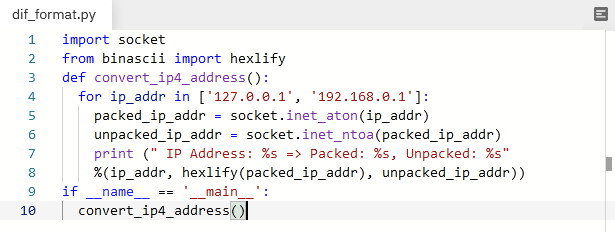 dif_format.py
1 import socket
2 from binascii import hexlify
3 def convert_ip4_address():
4   for ip_addr in ['127.0.0.1', '192.168.0.1']:
5     packed_ip_addr = socket.inet_aton(ip_addr)
6     unpacked_ip_addr = socket.inet_ntoa(packed_ip_addr)
7     print (" IP Address: %s => Packed: %s, Unpacked: %s"
8     %(ip_addr, hexlify(packed_ip_addr), unpacked_ip_addr))
9 if __name__ == '__main__':
10   convert_ip4_address()